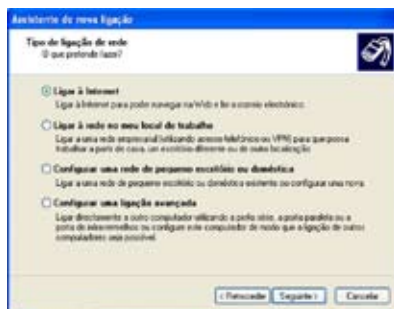 Assistente de nova ligação
Tipo de ligação de rede
O que pretende fazer?
Ligar à Internet
Ligar à Internet para poder navegar na Web e ler o correio electrónico.
Ligar à rede no meu local de trabalho
Ligar a uma rede empresarial (utilizando acesso telefónico ou VPN) para que possa
trabalhar a partir de casa, um escritório diferente ou de outra localização.
Configurar uma rede de pequeno escritório ou doméstica
Ligar a uma rede de pequeno escritório ou doméstica existente ou configurar uma nova
Configurar uma ligação avançada
Ligar directamente a outro computador utilizando a porta série, a porta paralela ou a
porta de infravermelhos ou configure este computador de modo que a ligação de outros
computadores seja possível.
< Retroceder
Seguinte >
Cancelar